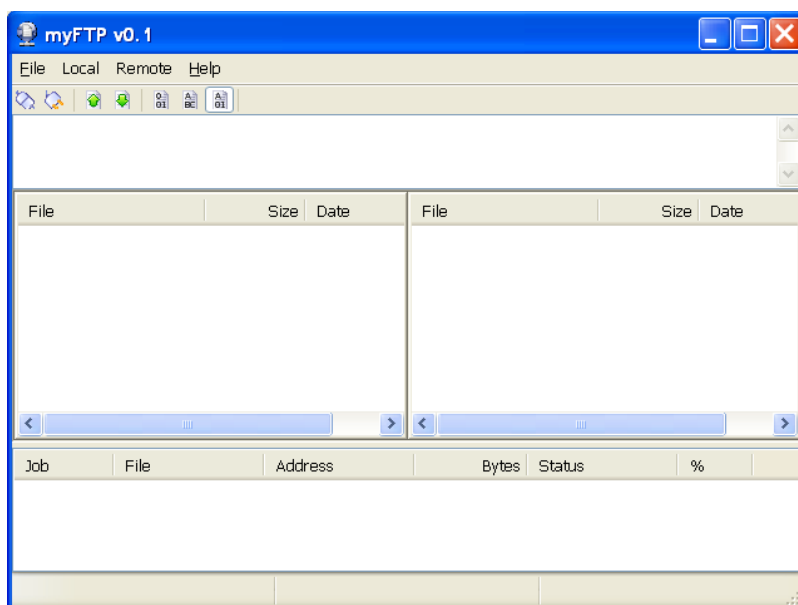 myFTP v0.1
File Local Remote Help
File Size Date File Size Date
Job File Address Bytes Status %